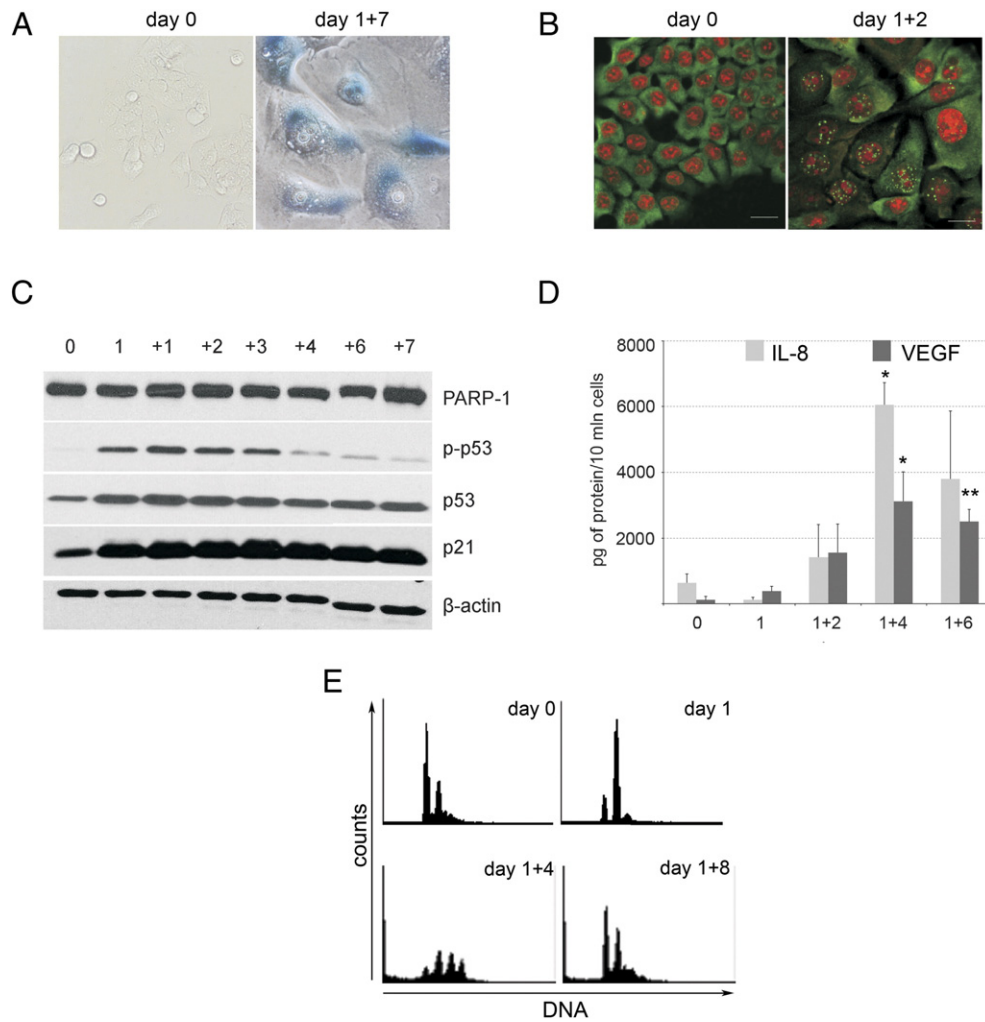 A
day 0
day 1+7
B
day 0
day 1+2
C
0 1 +1 +2 +3 +4 +6 +7
PARP-1
p-p53
p53
p21
β-actin
D
pg of protein/10 mln cells
8000
6000
4000
2000
IL-8
VEGF
*
*
**
0 1 1+2 1+4 1+6
E
counts
day 0
day 1
day 1+4
day 1+8
DNA